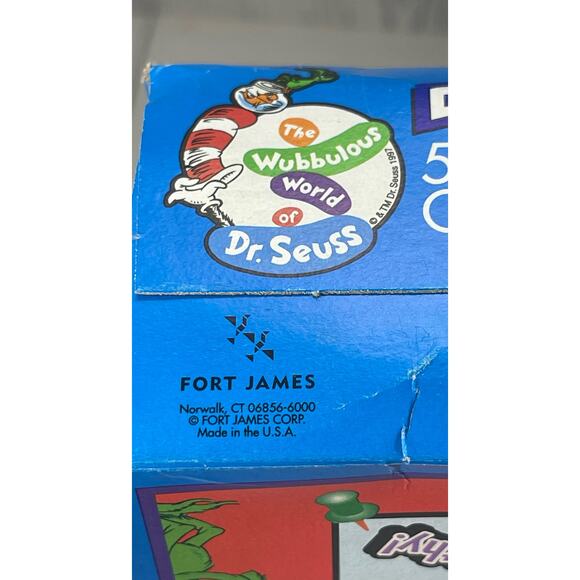 The
Wubbulous
World
of
Dr. Seuss
© & TM Dr. Seuss 1997
5
FORT JAMES
Norwalk, CT 06856-6000
© FORT JAMES CORP.
Made in the U.S.A.